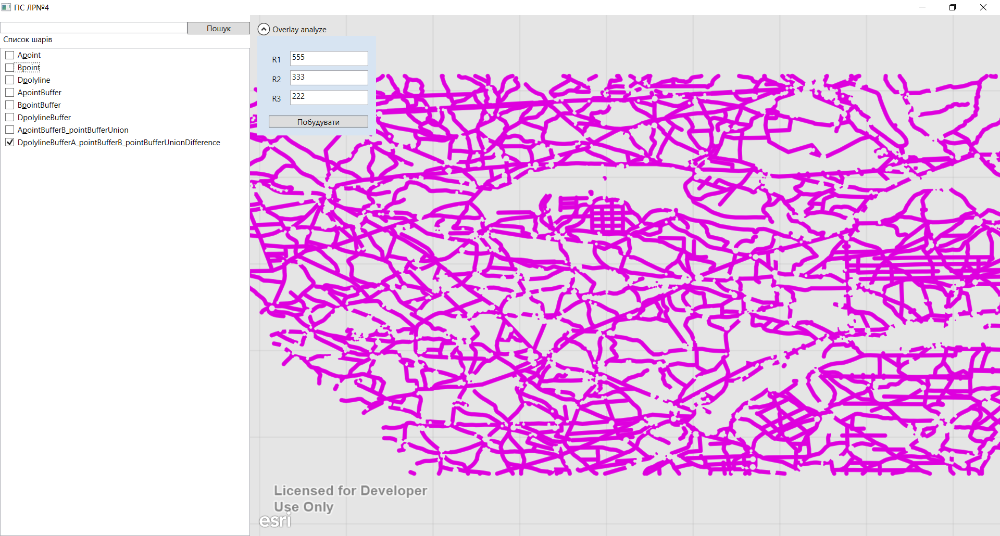 ГІС ЛР№4
Пошук
Список шарів
Apoint
Bpoint
Dpolyline
ApointBuffer
BpointBuffer
DpolylineBuffer
ApointBufferB_pointBufferUnion
DpolylineBufferA_pointBufferB_pointBufferUnionDifference
Overlay analyze
R1 555
R2 333
R3 222
Побудувати
Licensed for Developer
Use Only
esri